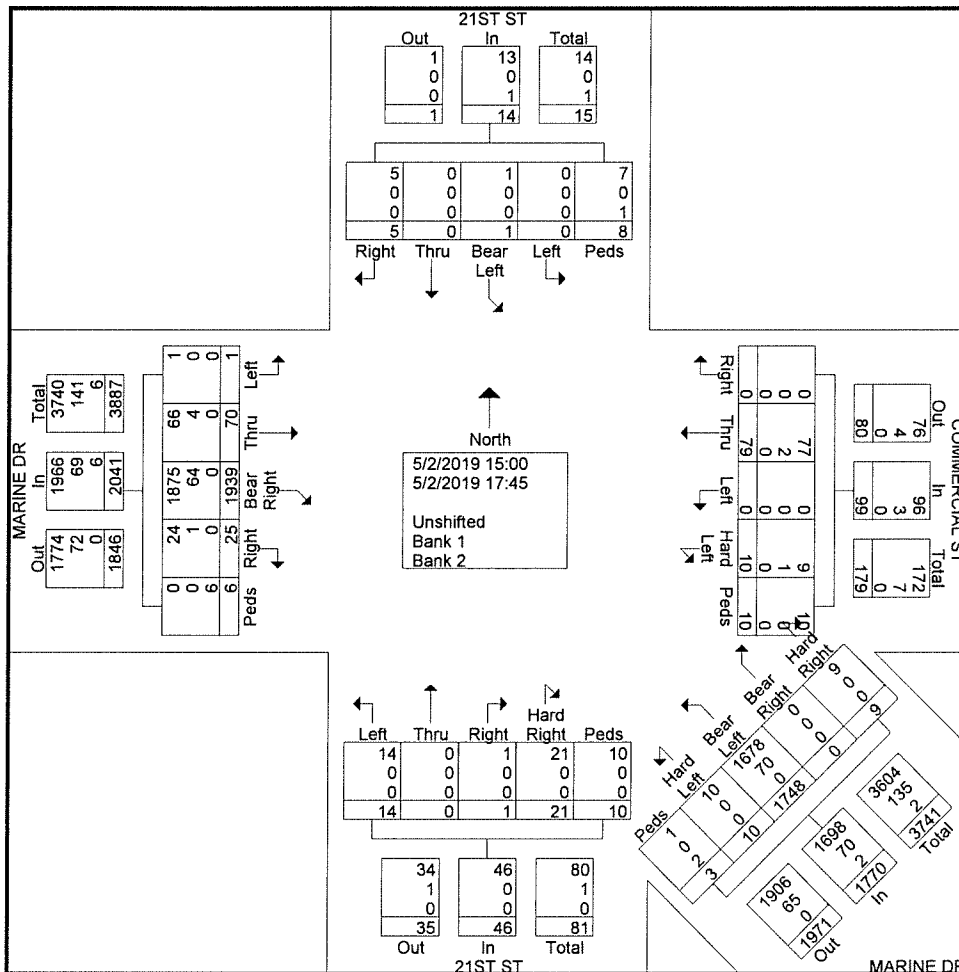 21ST ST
Out In Total
1 13 14
0 0 0
0 1 1
1 14 15
5 0 1 0 7
0 0 0 0 0
0 0 0 0 1
5 0 1 0 8
Right Thru Bear Left Left Peds
MARINE DR
Total In Out
3740 1966 1774
141 69 72
6 6 0
3887 2041 1846
1 0 0 1 Left
66 4 0 70 Thru
1875 64 0 1939 Bear Right
24 1 0 25 Right
0 0 6 6 Peds
North
5/2/2019 15:00
5/2/2019 17:45
Unshifted
Bank 1
Bank 2
COMMERCIAL ST
Out In Total
76 96 172
4 3 7
0 0 0
80 99 179
Right 0 0 0 0
Thru 79 0 2 77
Left 0 0 0 0
Hard Left 10 0 1 9
Peds 10 0 0 10
Left Thru Right Hard Right Peds
14 0 1 21 10
0 0 0 0 0
0 0 0 0 0
14 0 1 21 10
34 46 80
1 0 1
0 0 0
35 46 81
Out In Total
21ST ST
Peds Hard Left Bear Left Bear Right Hard Right
1 10 1678 0 9
0 0 70 0 0
2 0 0 0 0
3 10 1748 0 9
1906 1698 3604
65 70 135
0 2 2
1971 1770 3741
Out In Total
MARINE DR